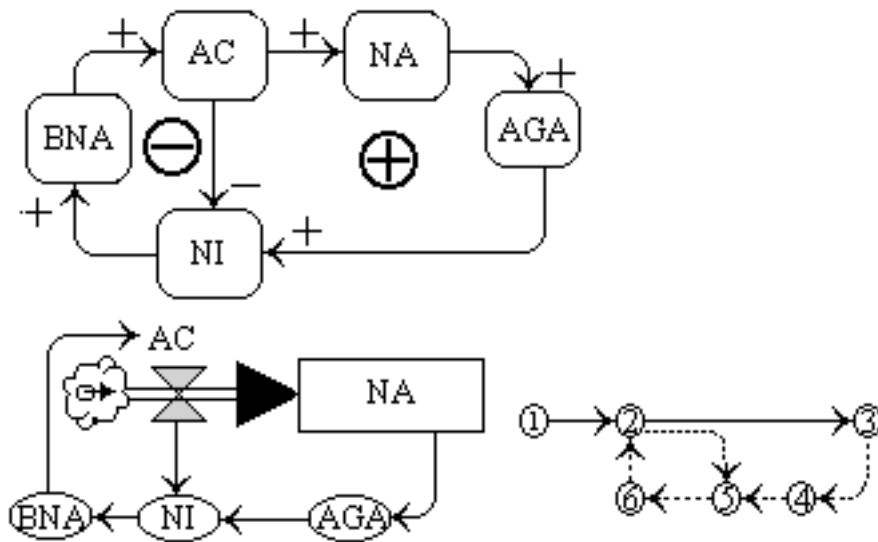 + AC + NA
+
BNA − + AGA
−
+ NI +
AC
NA
BNA NI AGA
1 2 3
6 5 4